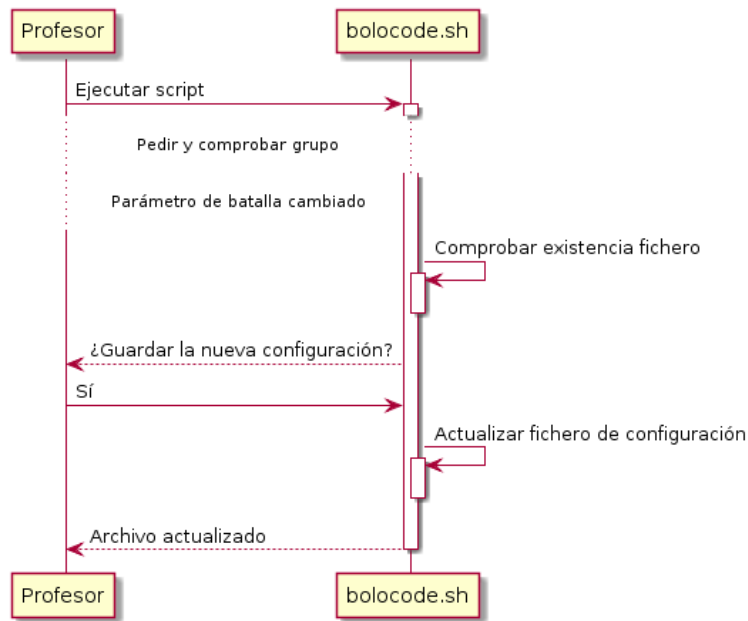 Profesor
bolocode.sh
Ejecutar script
Pedir y comprobar grupo
Parámetro de batalla cambiado
Comprobar existencia fichero
¿Guardar la nueva configuración?
Sí
Actualizar fichero de configuración
Archivo actualizado
Profesor
bolocode.sh